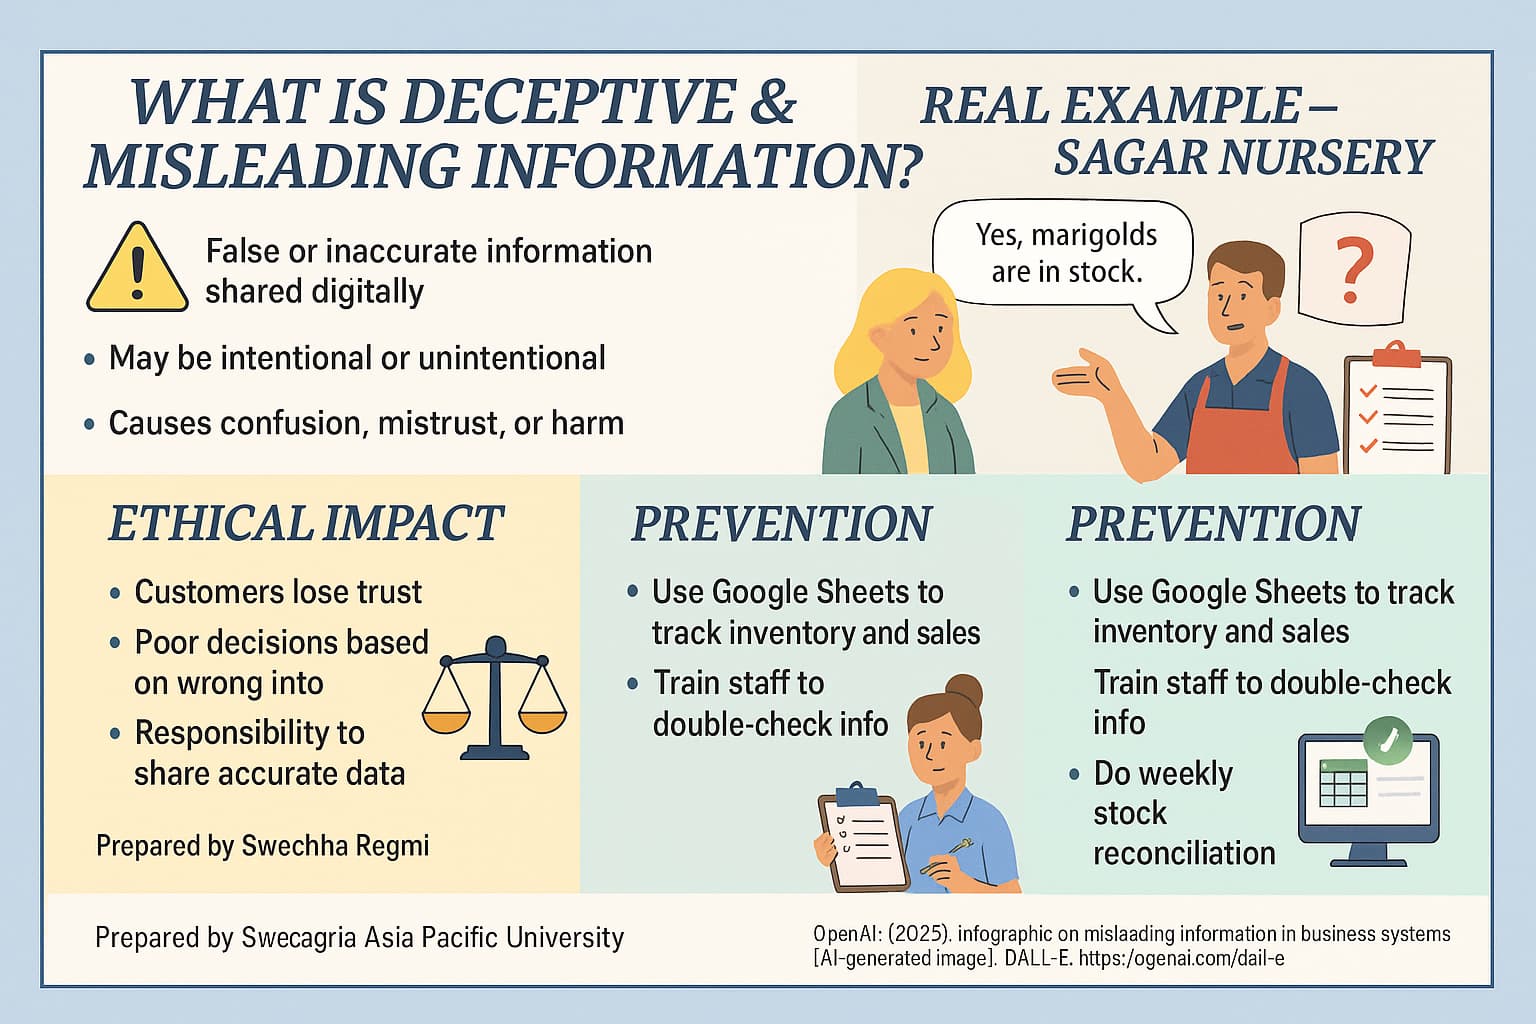 WHAT IS DECEPTIVE &
MISLEADING INFORMATION?
False or inaccurate information
shared digitally
• May be intentional or unintentional
• Causes confusion, mistrust, or harm
REAL EXAMPLE–
SAGAR NURSERY
Yes, marigolds
are in stock.
?
ETHICAL IMPACT
• Customers lose trust
• Poor decisions based
on wrong into
• Responsibility to
share accurate data
Prepared by Swechha Regmi
PREVENTION
• Use Google Sheets to
track inventory and sales
• Train staff to
double-check info
PREVENTION
• Use Google Sheets to track
inventory and sales
Train staff to double-check
info
• Do weekly
stock
reconciliation
Prepared by Swecagria Asia Pacific University
OpenAI: (2025). infographic on mislaading information in business systems
[AI-generated image]. DALL-E. https:/ogenai.com/dail-e